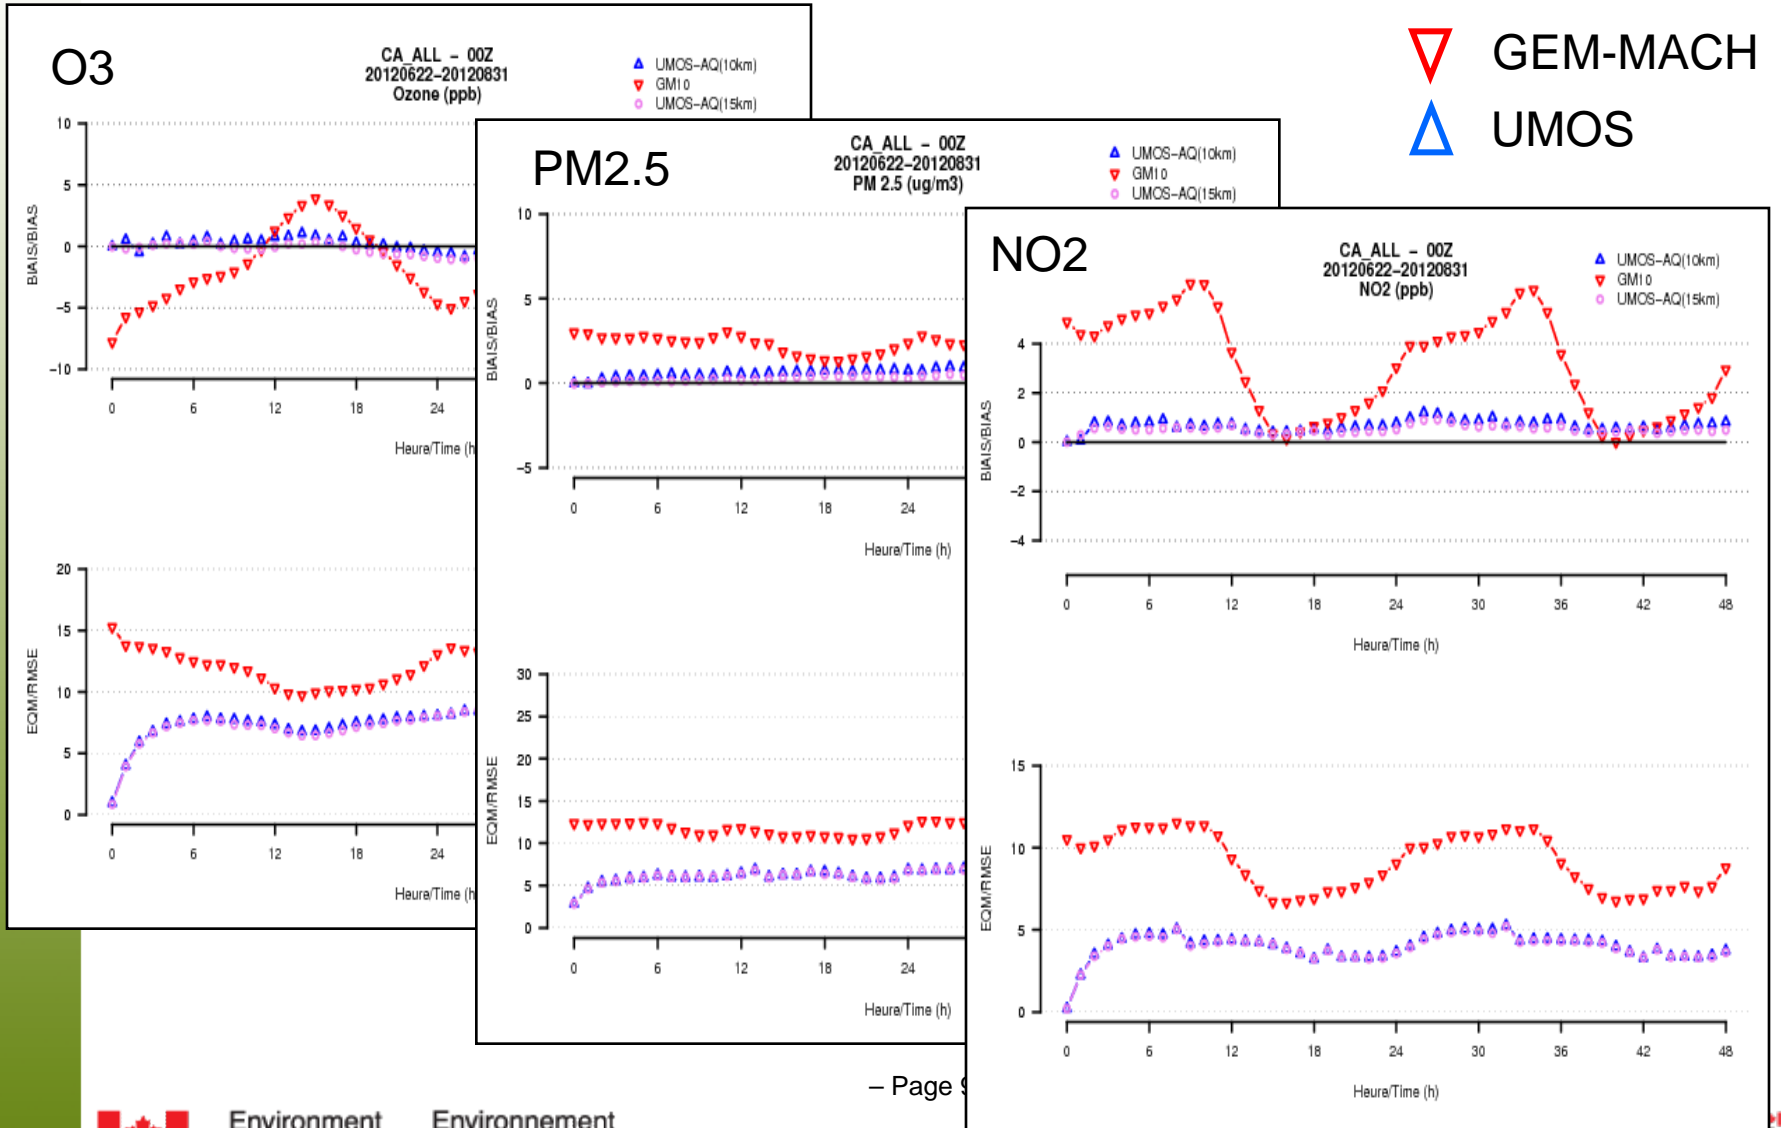 GEM-MACH
UMOS
O3
CA_ALL - 00Z
20120622-20120831
Ozone (ppb)
UMOS-AQ(10km)
GM10
UMOS-AQ(15km)
BIAIS/BIAS
10
5
0
-5
-10
0 6 12 18 24
Heure/Time (h
EQM/RMSE
20
15
10
5
0
0 6 12 18 24
Heure/Time (h
PM2.5
CA_ALL - 00Z
20120622-20120831
PM 2.5 (ug/m3)
UMOS-AQ(10km)
GM10
UMOS-AQ(15km)
BIAIS/BIAS
10
5
0
-5
0 6 12 18 24
Heure/Time (h)
EQM/RMSE
30
25
20
15
10
5
0
0 6 12 18 24
Heure/Time (h)
NO2
CA_ALL - 00Z
20120622-20120831
NO2 (ppb)
UMOS-AQ(10km)
GM10
UMOS-AQ(15km)
BIAIS/BIAS
4
2
0
-2
-4
0 6 12 18 24 30 36 42 48
Heure/Time (h)
EQM/RMSE
15
10
5
0
0 6 12 18 24 30 36 42 48
Heure/Time (h)
– Page
Environment Environnement